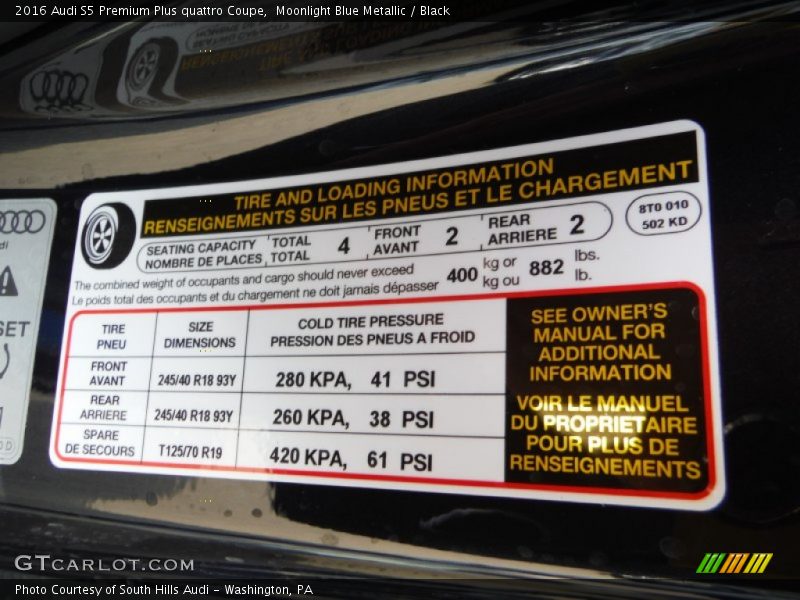 2016 Audi S5 Premium Plus quattro Coupe, Moonlight Blue Metallic / Black
TIRE AND LOADING INFORMATION
RENSEIGNEMENTS SUR LES PNEUS ET LE CHARGEMENT
SEATING CAPACITY TOTAL 4 FRONT 2 REAR 2
NOMBRE DE PLACES TOTAL AVANT ARRIERE
8T0 010
502 KD
The combined weight of occupants and cargo should never exceed 400 kg or 882 lbs.
Le poids total des occupants et du chargement ne doit jamais dépasser kg ou lb.
TIRE SIZE COLD TIRE PRESSURE
PNEU DIMENSIONS PRESSION DES PNEUS A FROID
FRONT
AVANT 245/40 R18 93Y 280 KPA, 41 PSI
REAR
ARRIERE 245/40 R18 93Y 260 KPA, 38 PSI
SPARE
DE SECOURS T125/70 R19 420 KPA, 61 PSI
SEE OWNER'S
MANUAL FOR
ADDITIONAL
INFORMATION
VOIR LE MANUEL
DU PROPRIETAIRE
POUR PLUS DE
RENSEIGNEMENTS
GTCARLOT.COM
Photo Courtesy of South Hills Audi - Washington, PA